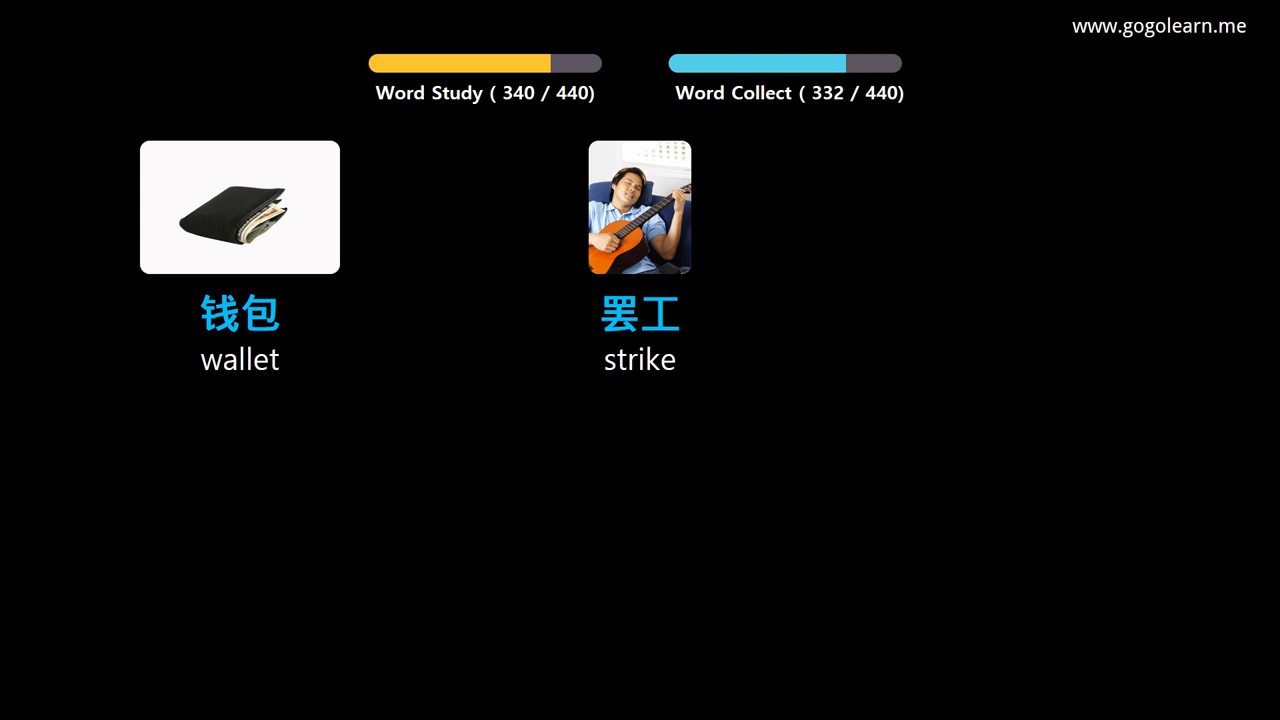 www.gogolearn.me
Word Study ( 340 / 440)
Word Collect ( 332 / 440)
钱包
wallet
罢工
strike